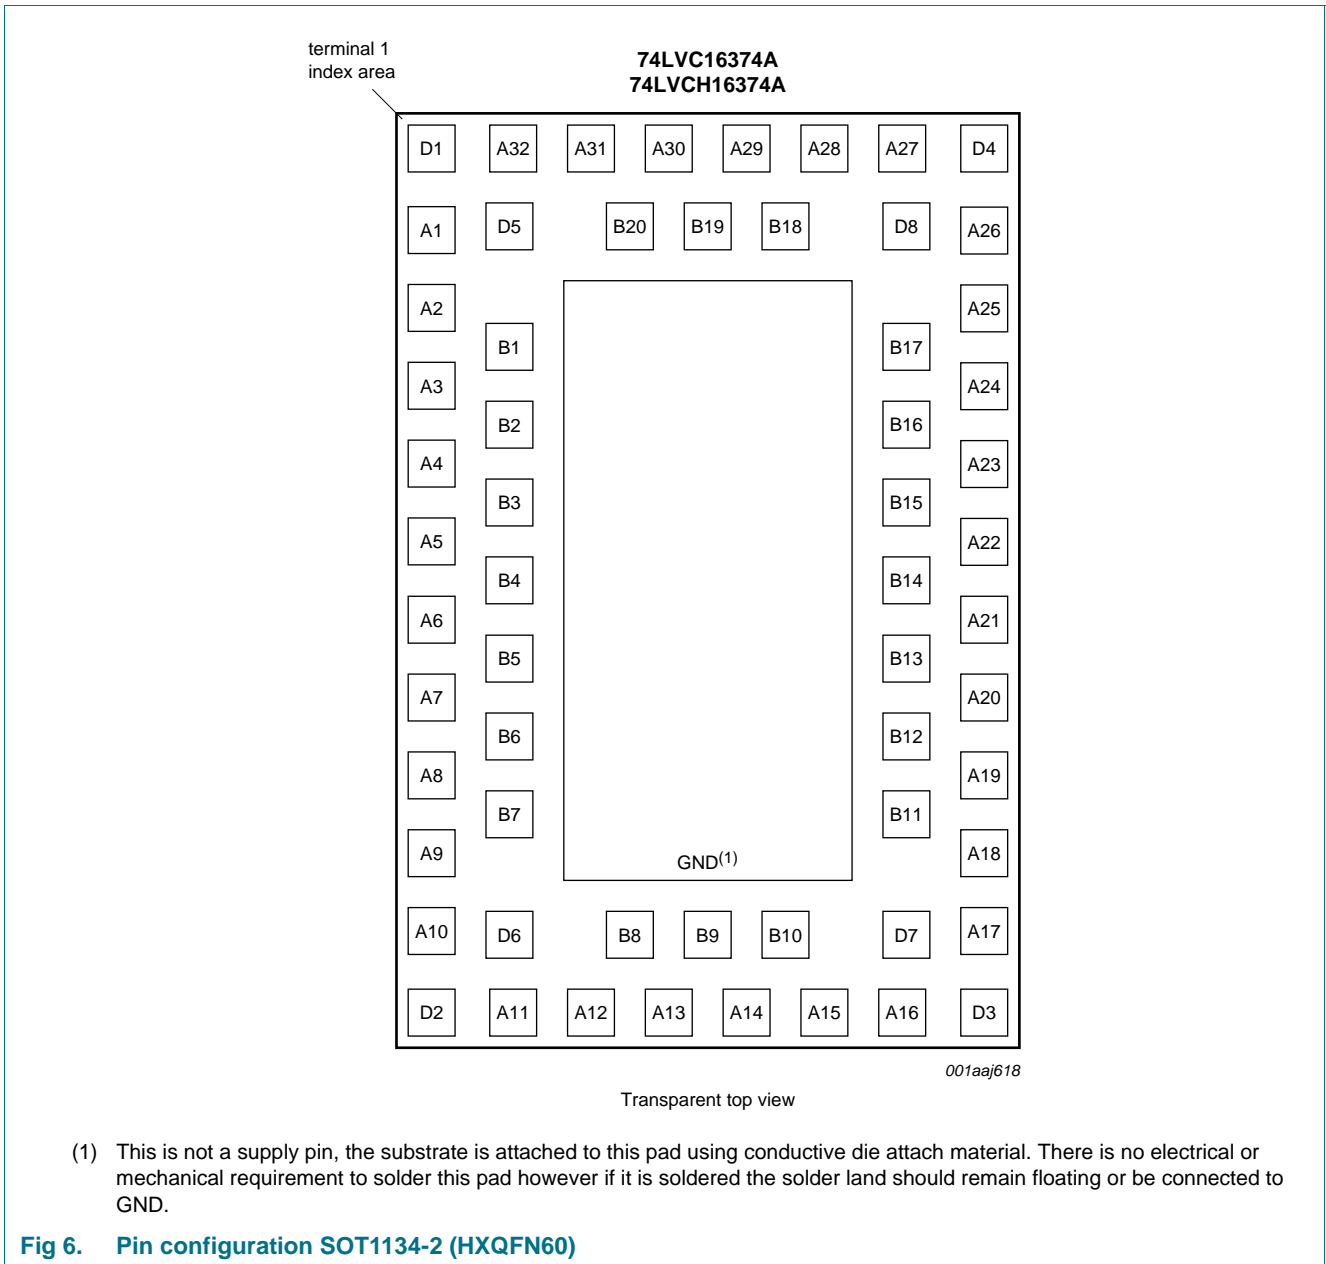 terminal 1
index area
74LVC16374A
74LVCH16374A
D1 A32 A31 A30 A29 A28 A27 D4
A1 D5 B20 B19 B18 D8 A26
A2 A25
B1 B17
A3 A24
B2 B16
A4 A23
B3 B15
A5 A22
B4 B14
A6 A21
B5 B13
A7 A20
B6 B12
A8 A19
B7 B11
A9 A18
GND(1)
A10 D6 B8 B9 B10 D7 A17
D2 A11 A12 A13 A14 A15 A16 D3
001aaj618
Transparent top view
(1) This is not a supply pin, the substrate is attached to this pad using conductive die attach material. There is no electrical or
mechanical requirement to solder this pad however if it is soldered the solder land should remain floating or be connected to
GND.
Fig 6. Pin configuration SOT1134-2 (HXQFN60)